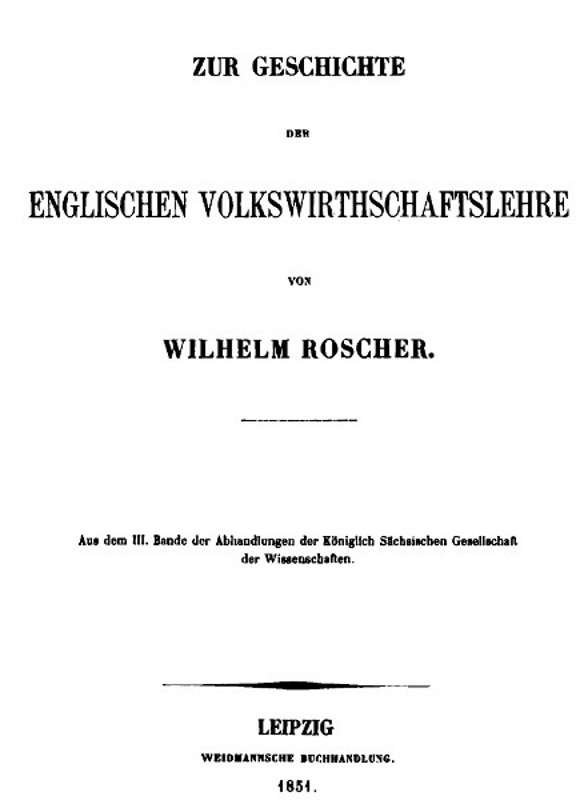 ZUR GESCHICHTE
DER
ENGLISCHEN VOLKSWIRTHSCHAFTSLEHRE
VON
WILHELM ROSCHER.
Aus dem III. Bande der Abhandlungen der Königlich Sächsischen Gesellschaft
der Wissenschaften.
LEIPZIG
WEIDMANNSCHE BUCHHANDLUNG.
1851.